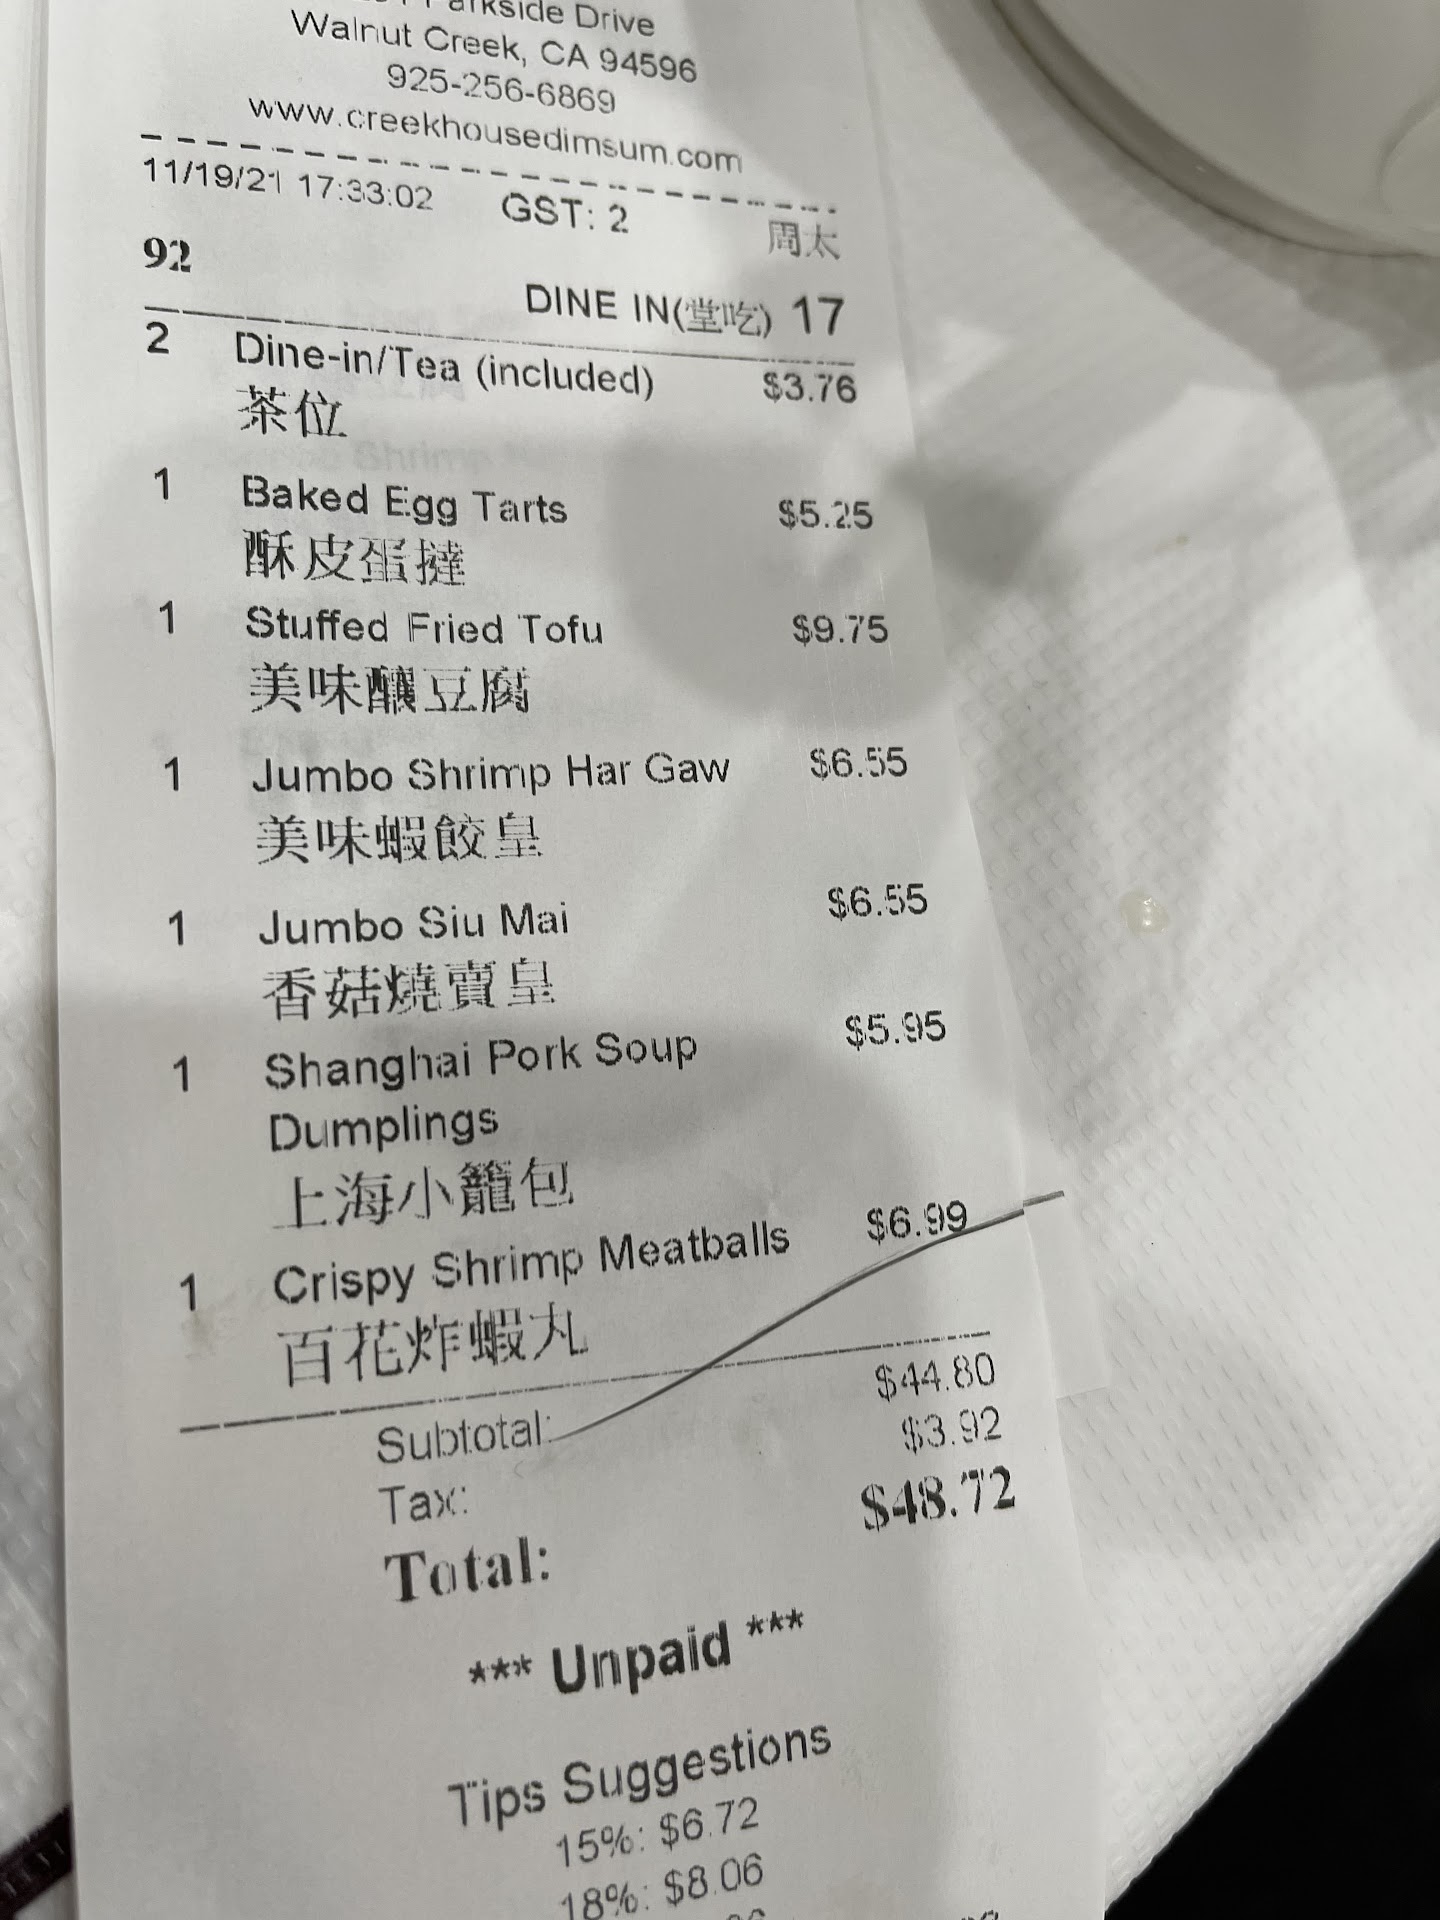 Parkside Drive
Walnut Creek, CA 94596
925-256-6869
www.creekhousedimsum.com
11/19/21 17:33:02 GST: 2 周太
92
DINE IN(堂吃) 17
2 Dine-in/Tea (included) $3.76
茶位
1 Baked Egg Tarts $5.25
酥皮蛋撻
1 Stuffed Fried Tofu $9.75
美味釀豆腐
1 Jumbo Shrimp Har Gaw $6.55
美味蝦餃皇
1 Jumbo Siu Mai $6.55
香菇燒賣皇
1 Shanghai Pork Soup $5.95
Dumplings
上海小籠包
1 Crispy Shrimp Meatballs $6.99
百花炸蝦丸
Subtotal: $44.80
Tax: $3.92
Total: $48.72
*** Unpaid ***
Tips Suggestions
15%: $6.72
18%: $8.06